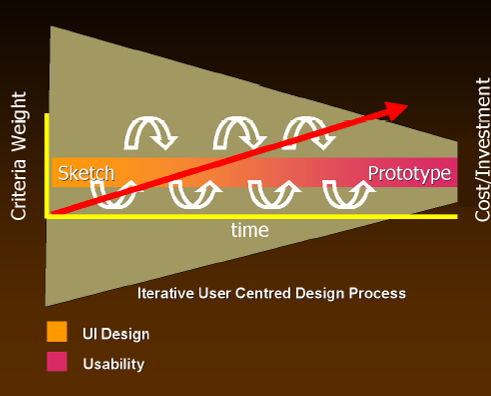 Criteria Weight
Cost/Investment
Sketch
Prototype
time
Iterative User Centred Design Process
UI Design
Usability